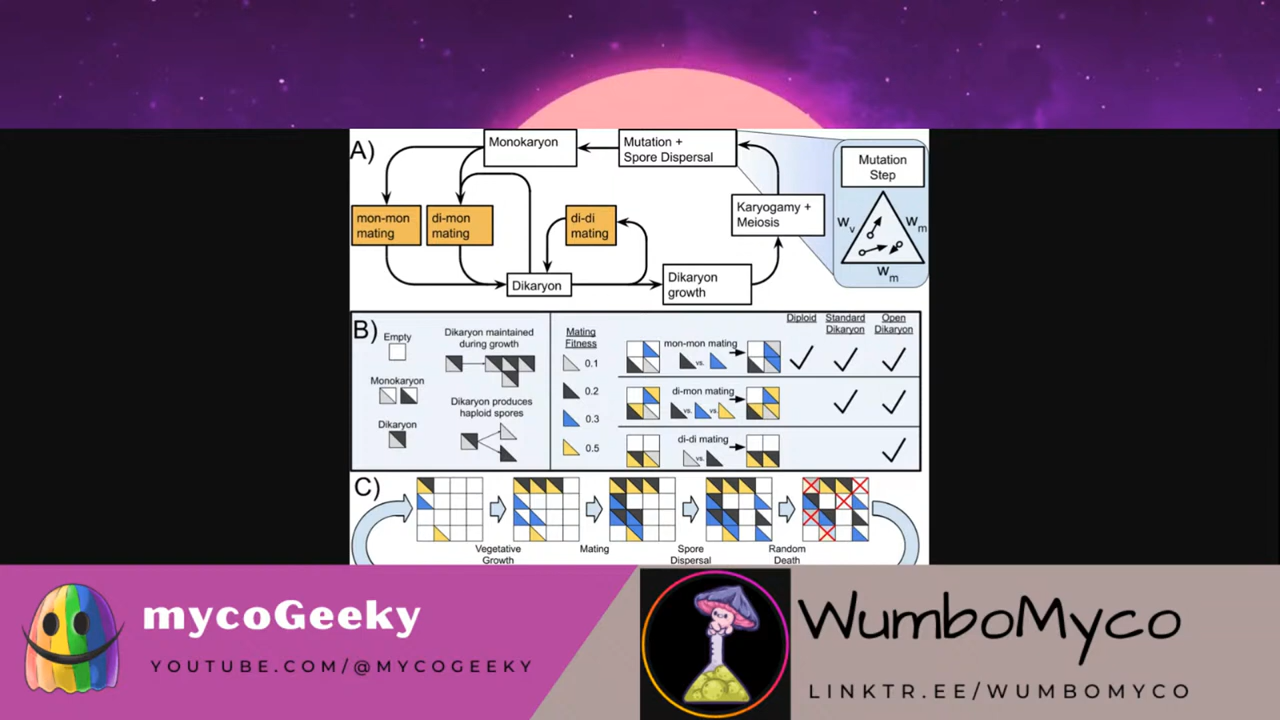 A)
Monokaryon
Mutation +
Spore Dispersal
Mutation
Step
mon-mon
mating
di-mon
mating
di-di
mating
Karyogamy +
Meiosis
Wv
Wm
Wm
Dikaryon
Dikaryon
growth
B)
Empty
Monokaryon
Dikaryon
Dikaryon maintained
during growth
Dikaryon produces
haploid spores
Mating
Fitness
0.1
0.2
0.3
0.5
Diploid
Standard
Dikaryon
Open
Dikaryon
mon-mon mating
vs.
di-mon mating
vs. vs.
di-di mating
vs.
C)
Vegetative
Growth
Mating
Spore
Dispersal
Random
Death
mycoGeeky
YOUTUBE.COM/@MYCOGEEKY
WumboMyco
LINKTR.EE/WUMBOMYCO